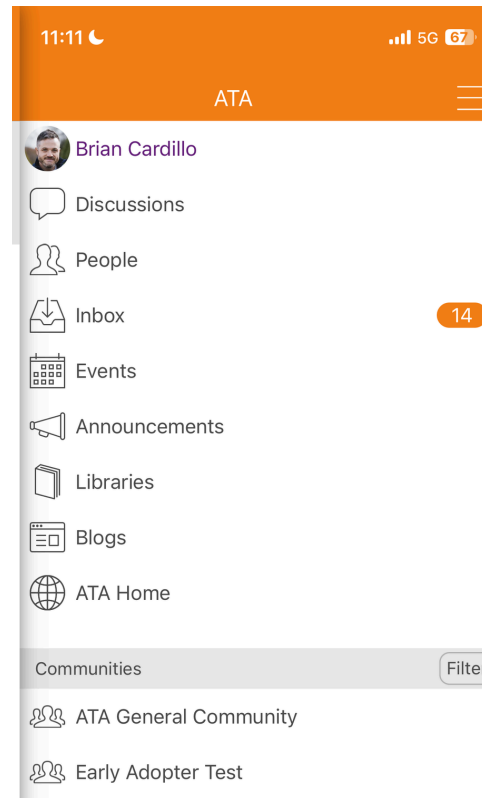 11:11
5G 67
ATA
Brian Cardillo
Discussions
People
Inbox
14
Events
Announcements
Libraries
Blogs
ATA Home
Communities
Filte
ATA General Community
Early Adopter Test